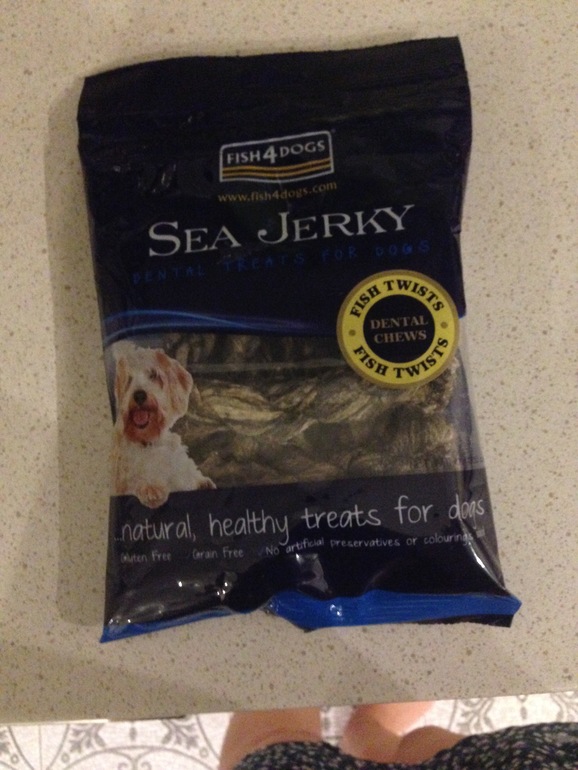 FISH4DOGS
www.fish4dogs.com
SEA JERKY
DENTAL TREATS FOR DOGS
FISH TWISTS
DENTAL
CHEWS
FISH TWISTS
...natural, healthy treats for dogs
Gluten Free Grain Free No artificial preservatives or colourings